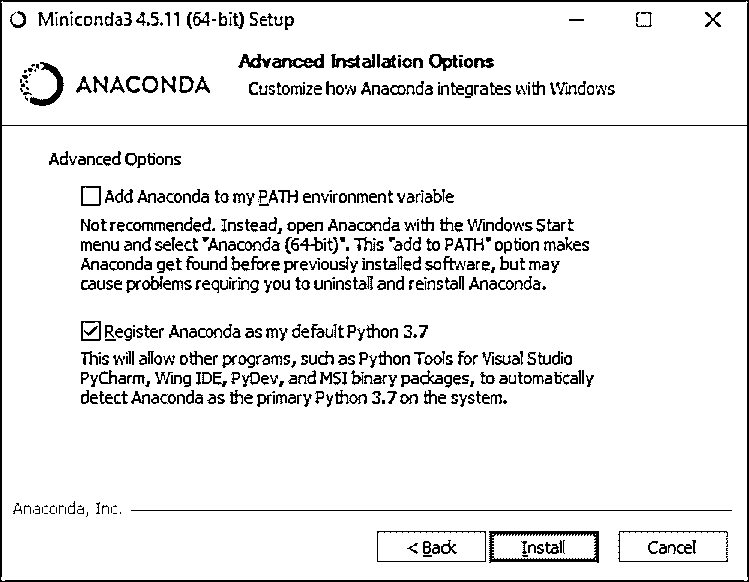 Miniconda3 4.5.11 (64-bit) Setup
ANACONDA
Advanced Installation Options
Customize how Anaconda integrates with Windows
Advanced Options
Add Anaconda to my PATH environment variable
Not recommended. Instead, open Anaconda with the Windows Start
menu and select "Anaconda (64-bit)". This "add to PATH" option makes
Anaconda get found before previously installed software, but may
cause problems requiring you to uninstall and reinstall Anaconda.
Register Anaconda as my default Python 3.7
This will allow other programs, such as Python Tools for Visual Studio
PyCharm, Wing IDE, PyDev, and MSI binary packages, to automatically
detect Anaconda as the primary Python 3.7 on the system.
Anaconda, Inc.
< Back
Install
Cancel